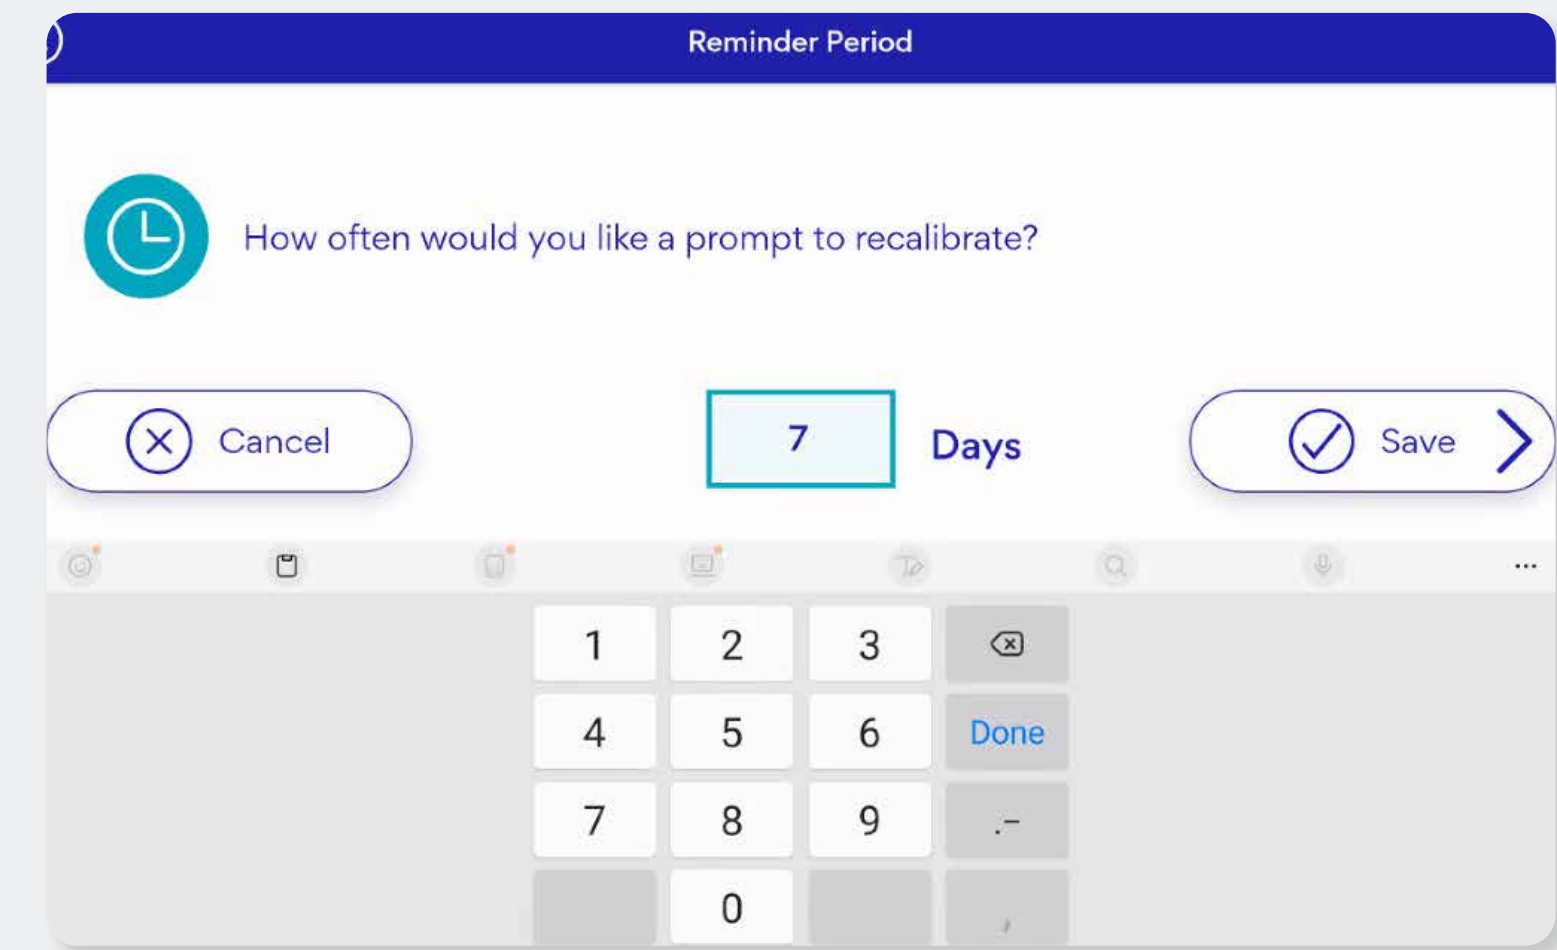 Reminder Period
How often would you like a prompt to recalibrate?
Cancel
7
Days
Save
1 2 3
4 5 6 Done
7 8 9 .-
0 ,